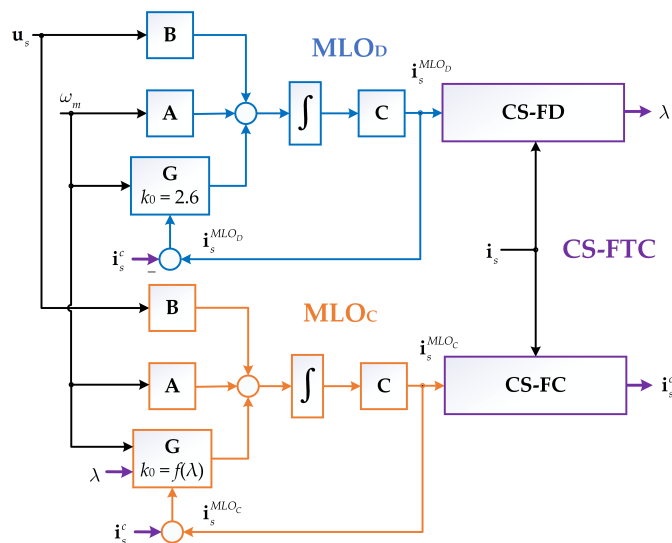 u_s
B
MLO_D
i_s^{MLO_D}
ω_m
A
∫
C
CS-FD
λ
G
k_0 = 2.6
i_s^{MLO_D}
i_s^c
−
i_s
CS-FTC
B
MLO_C
i_s^{MLO_C}
A
∫
C
CS-FC
i_s^c
G
k_0 = f(λ)
λ
i_s^{MLO_C}
i_s^c